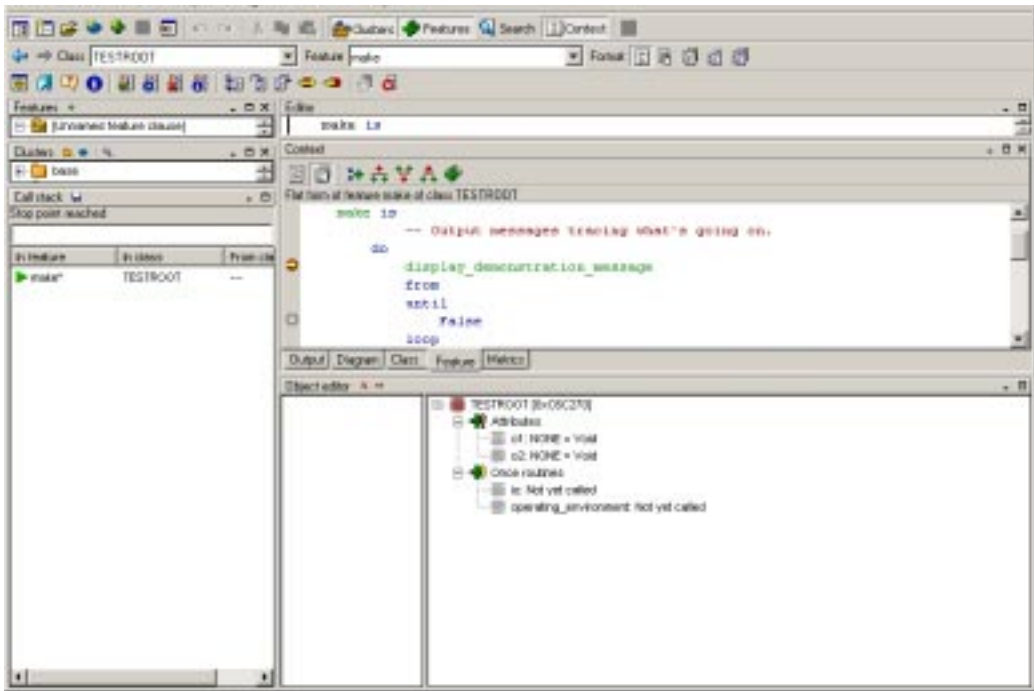 Clusters Features Search Context
Class TESTROOT Feature make Format
Features
(Unnamed feature clause)
Editor
make is
Clusters
base
Context
Call stack
Stop point reached
Flat form of feature make of class TESTROOT
make is
-- Output messages tracing what's going on.
do
display_demonstration_message
from
until
False
loop
In feature In class From cla
make* TESTROOT ---
Output Diagram Class Feature Metrics
Object editor
TESTROOT
Attributes
o1: NONE = Void
o2: NONE = Void
Once routines
io: Not yet called
operating_environment: Not yet called